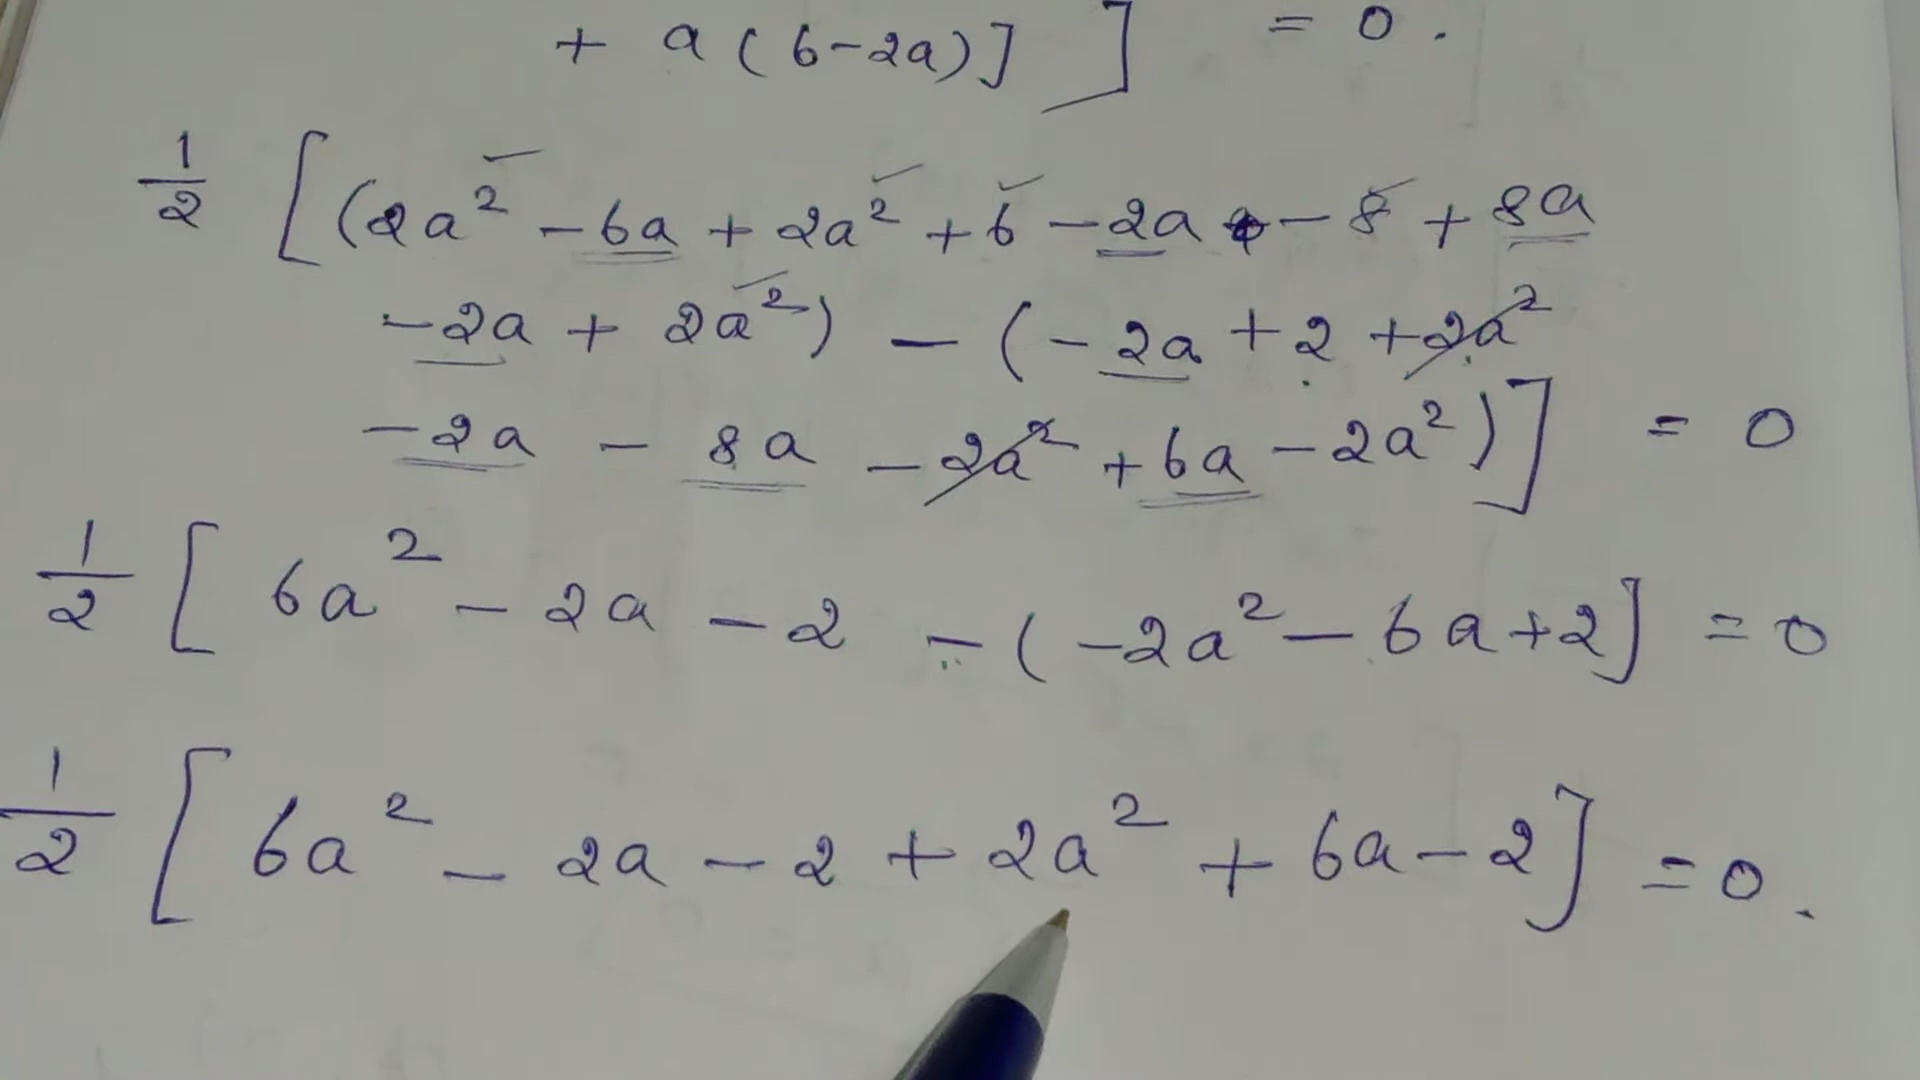 + a(6-2a)] ] = 0.
1/2 [(2a² - 6a + 2a² + 6 - 2a - 8 + 8a
-2a + 2a²) - (-2a + 2 + 2a²
-2a - 8a - 2a² + 6a - 2a²)] = 0
1/2 [6a² - 2a - 2 - (-2a² - 6a + 2] = 0
1/2 [6a² - 2a - 2 + 2a² + 6a - 2] = 0.